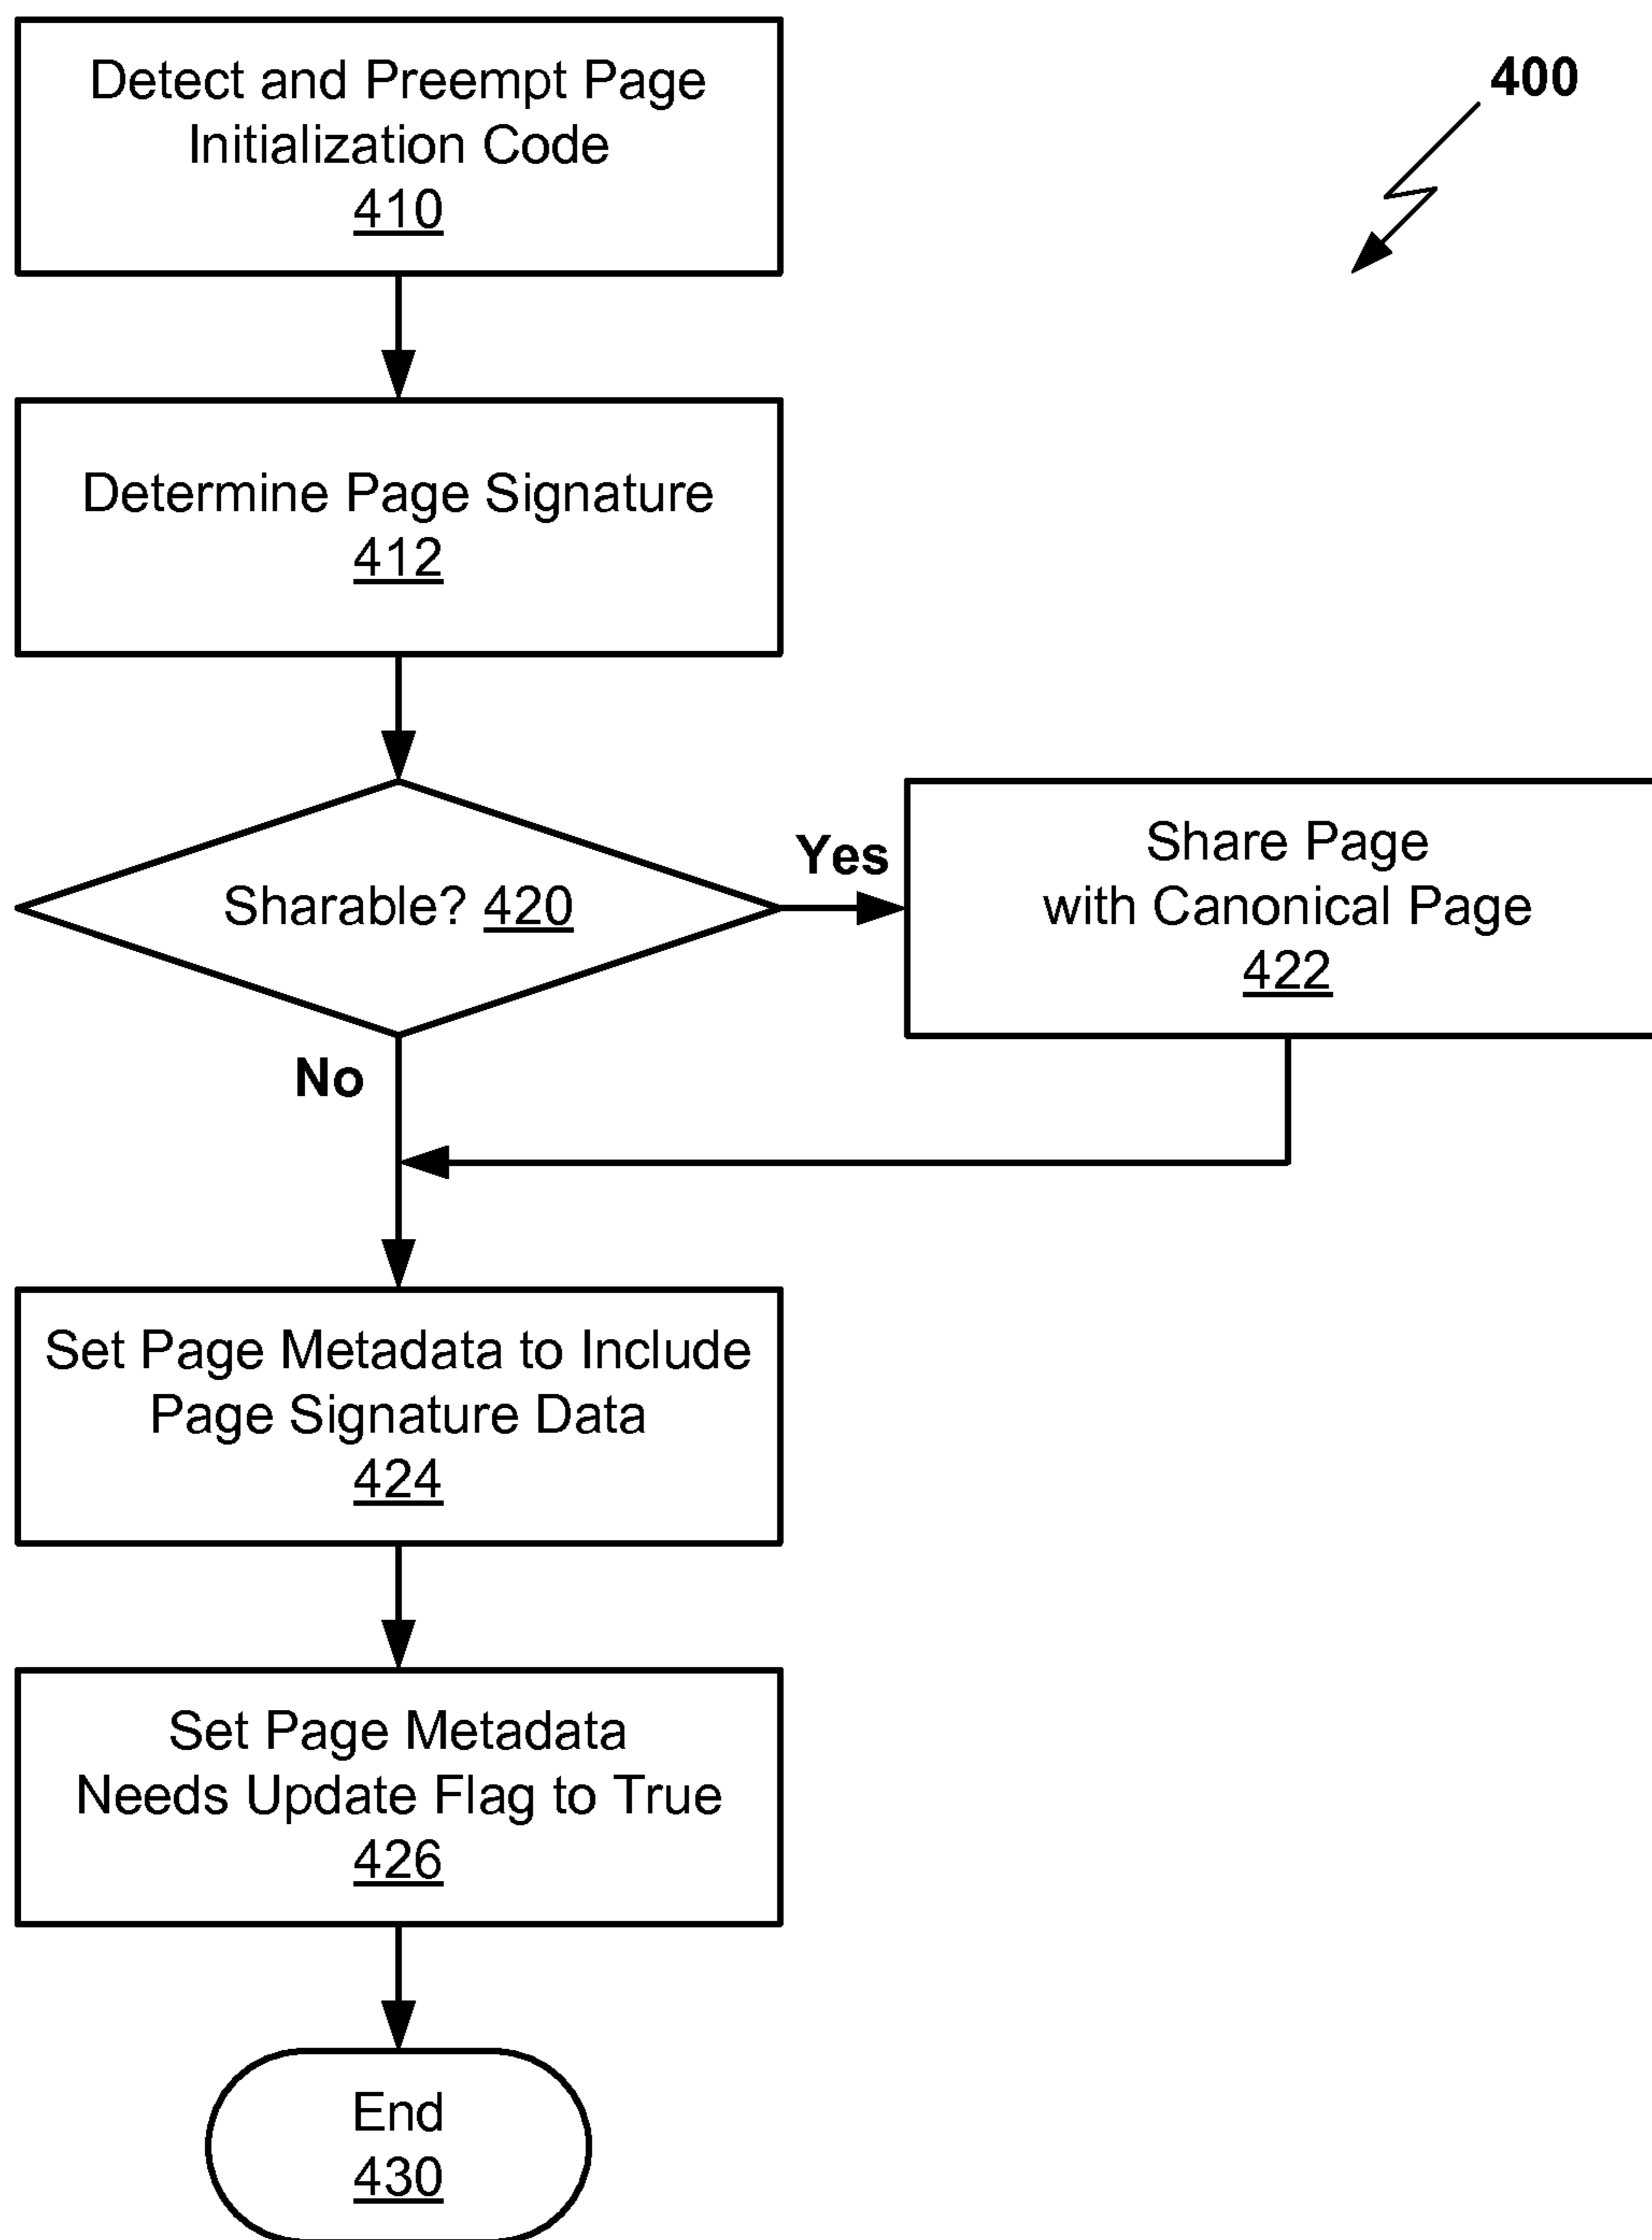 Detect and Preempt Page
Initialization Code
410
400
Determine Page Signature
412
Sharable? 420
Yes
Share Page
with Canonical Page
422
No
Set Page Metadata to Include
Page Signature Data
424
Set Page Metadata
Needs Update Flag to True
426
End
430